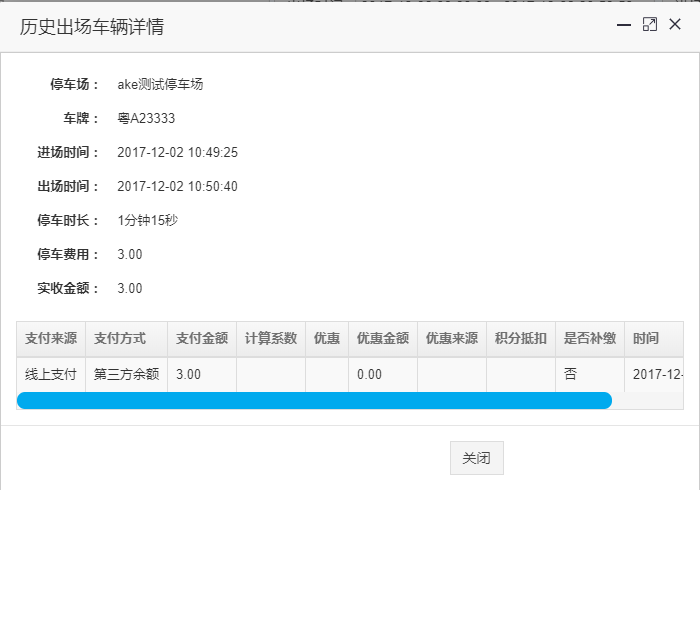 历史出场车辆详情
停车场： ake测试停车场
车牌： 粤A23333
进场时间： 2017-12-02 10:49:25
出场时间： 2017-12-02 10:50:40
停车时长： 1分钟15秒
停车费用： 3.00
实收金额： 3.00
支付来源 支付方式 支付金额 计算系数 优惠 优惠金额 优惠来源 积分抵扣 是否补缴 时间
线上支付 第三方余额 3.00 0.00 否 2017-12-
关闭